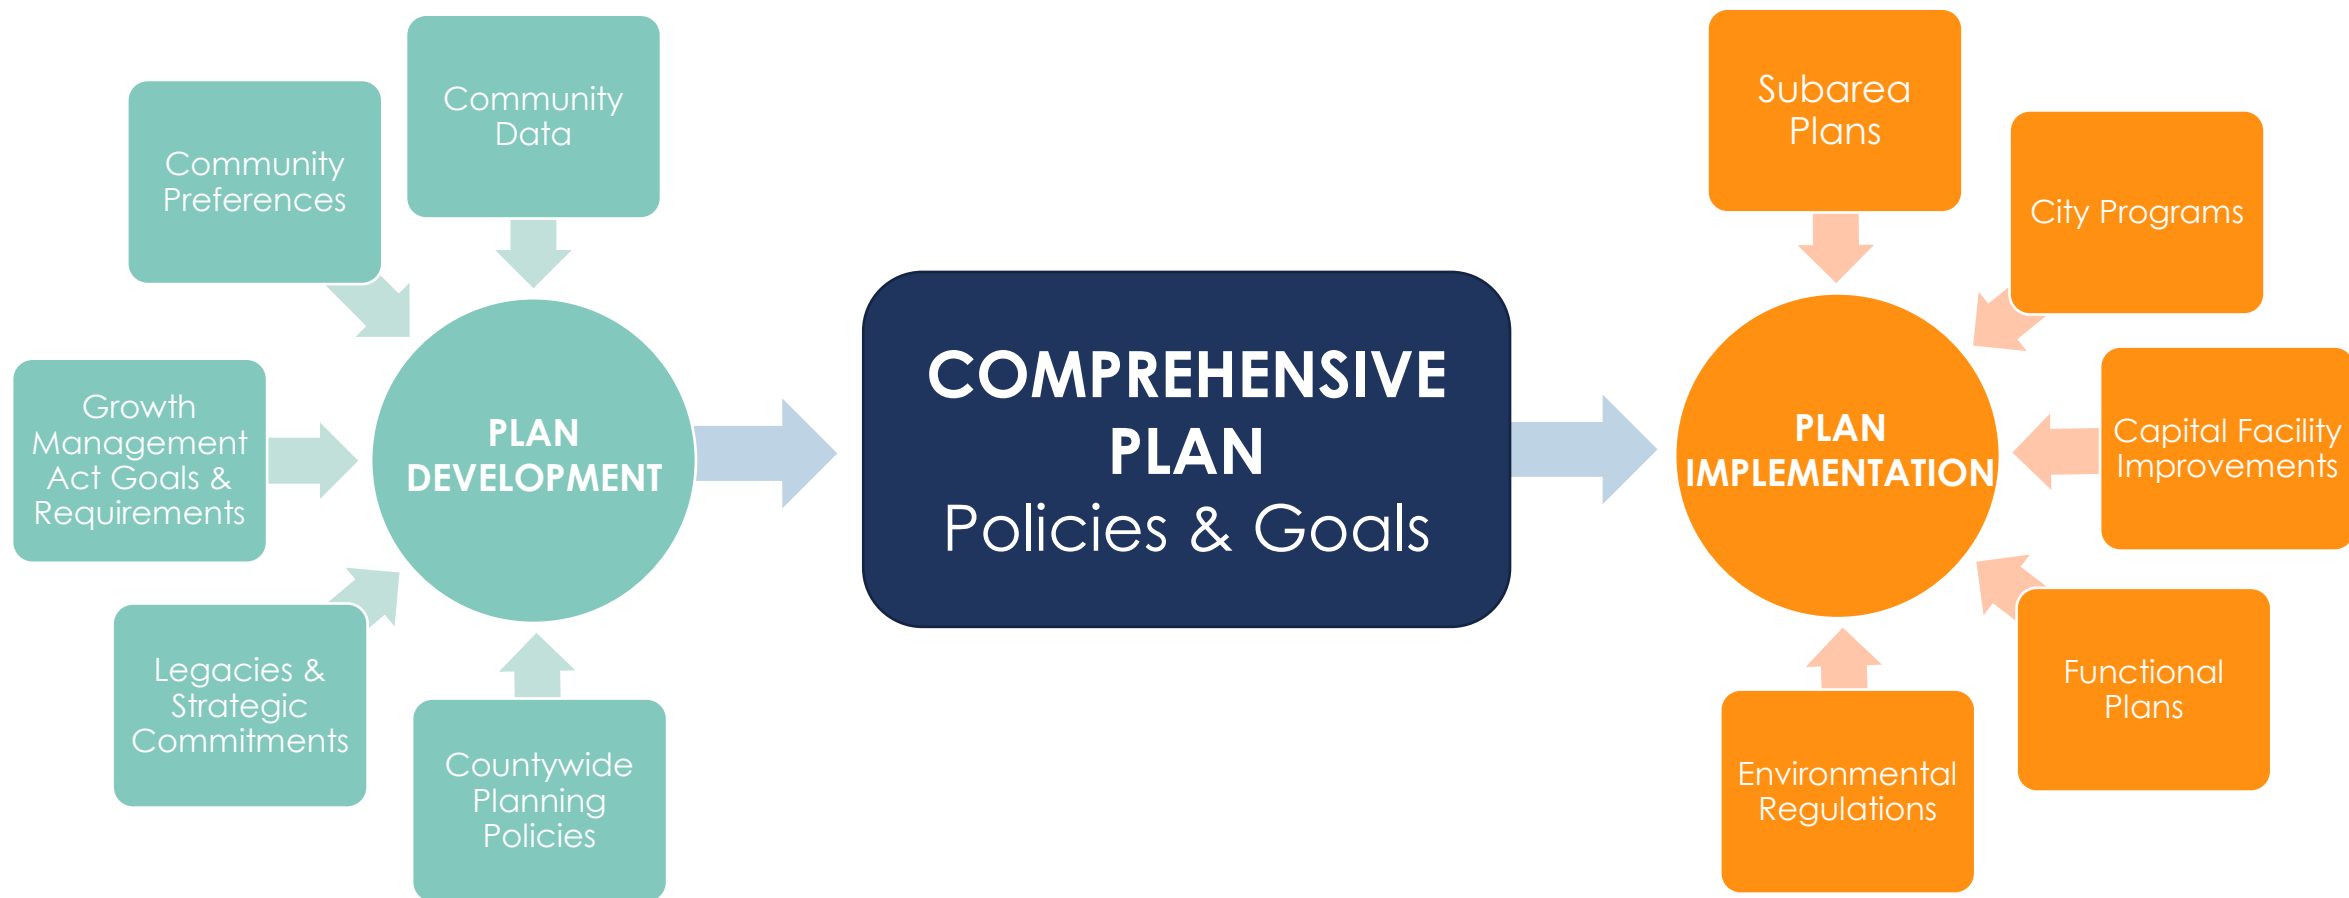 Community
Data
Community
Preferences
Growth
Management
Act Goals &
Requirements
Legacies &
Strategic
Commitments
Countywide
Planning
Policies
PLAN
DEVELOPMENT
COMPREHENSIVE
PLAN
Policies & Goals
PLAN
IMPLEMENTATION
Subarea
Plans
City Programs
Capital Facility
Improvements
Functional
Plans
Environmental
Regulations